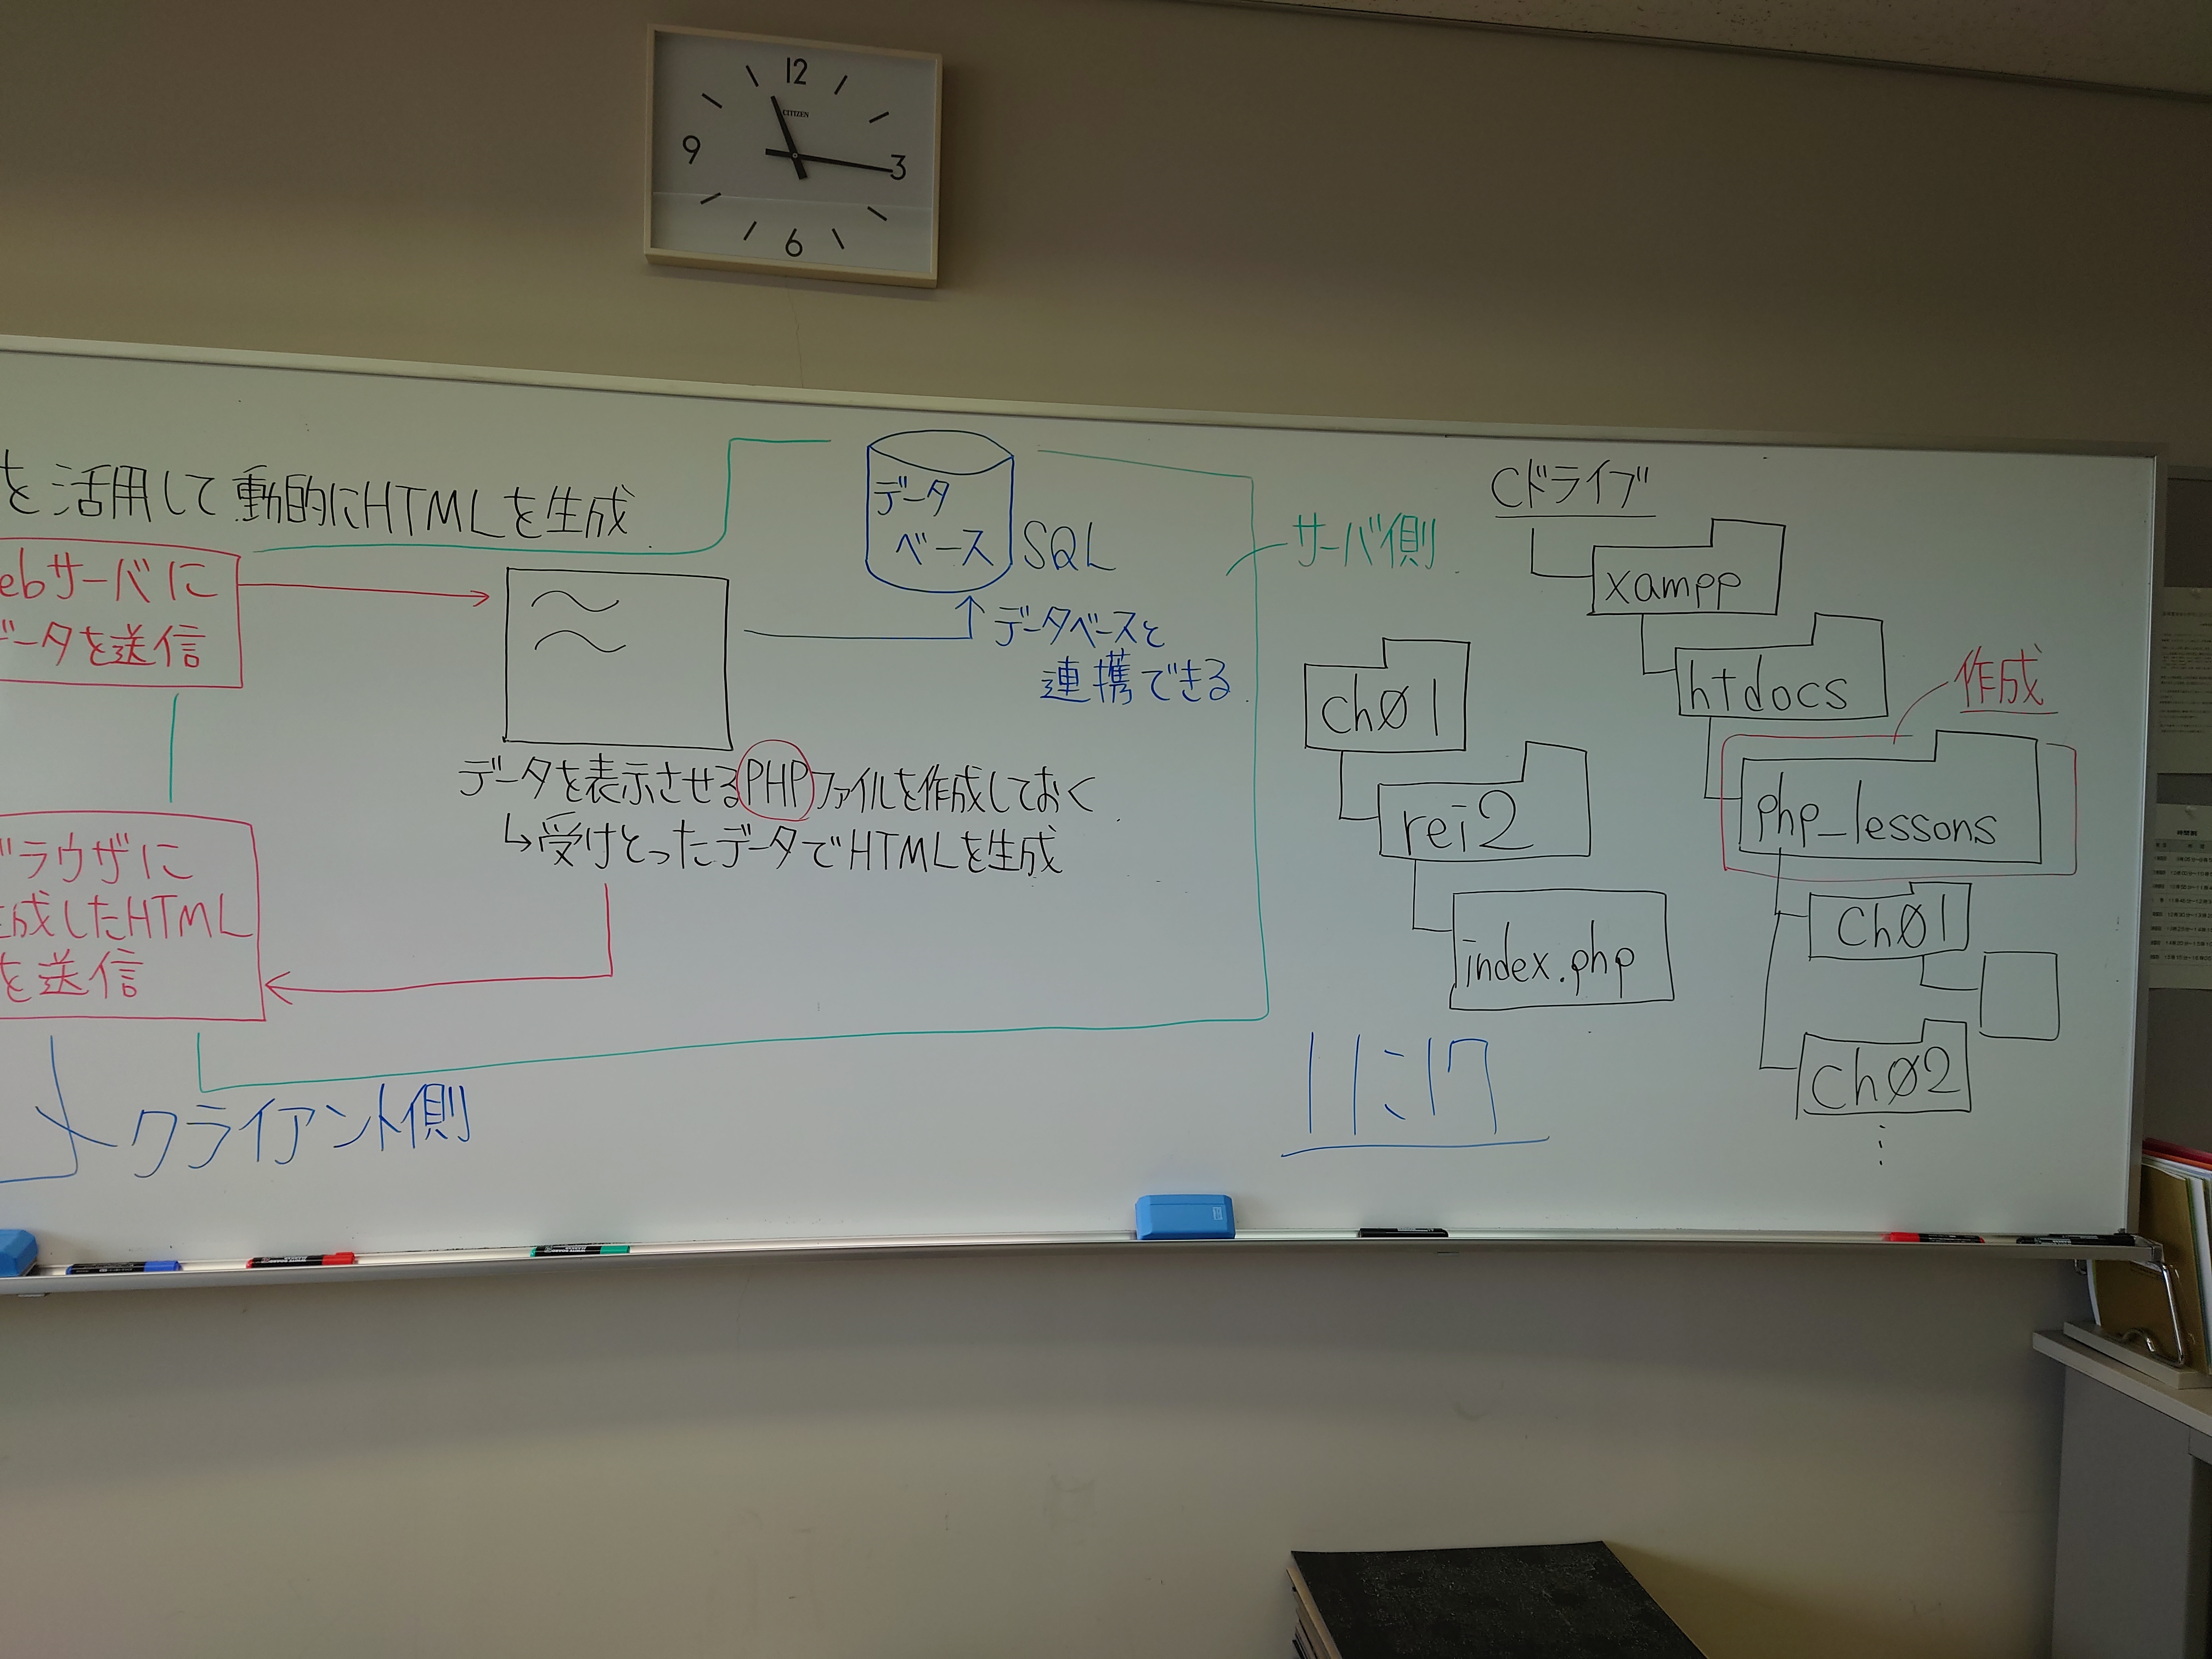 12
3
6
9
CITIZEN
を活用して動的にHTMLを生成
ebサーバに
データを送信
データ
ベース
SQL
データベースと
連携できる
サーバ側
データを表示させるPHPファイルを作成しておく
↳受けとったデータでHTMLを生成
ブラウザに
生成したHTML
を送信
クライアント側
Cドライブ
xampp
htdocs
作成
php_lessons
ch01
ch02
⋮
ch01
rei2
index.php
11:17
時間割